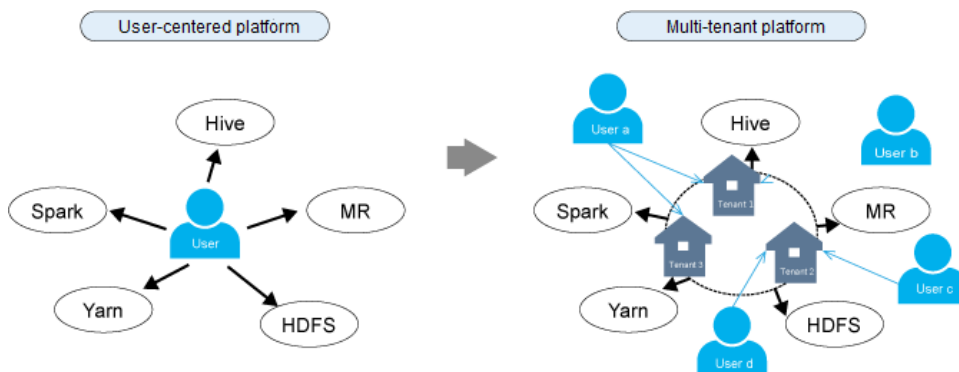 User-centered platform
Hive
Spark
MR
User
Yarn
HDFS
Multi-tenant platform
User a
Hive
User b
Spark
Tenant 1
MR
Tenant 3
Tenant 2
User c
Yarn
HDFS
User d